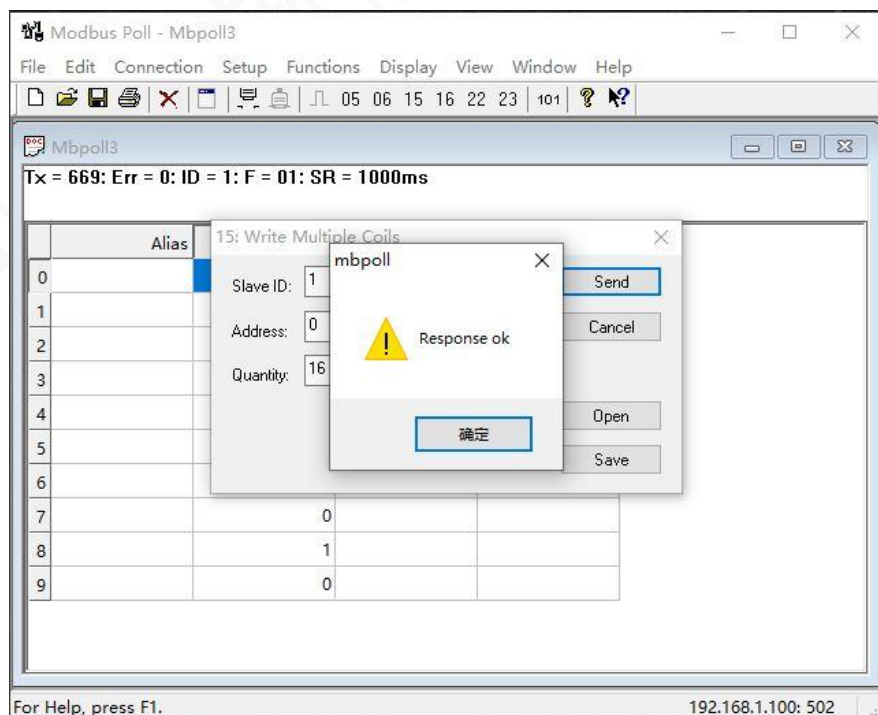 Modbus Poll - Mbpoll3
File Edit Connection Setup Functions Display View Window Help
05 06 15 16 22 23 101
Mbpoll3
Tx = 669: Err = 0: ID = 1: F = 01: SR = 1000ms
Alias
15: Write Multiple Coils
mbpoll
0
Slave ID: 1
Send
1
Address: 0
Response ok
Cancel
2
Quantity: 16
3
4
确定
Open
5
Save
6
7 0
8 1
9 0
For Help, press F1.
192.168.1.100: 502